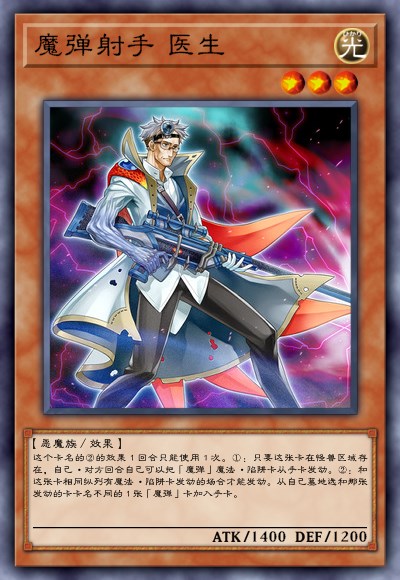 魔弹射手 医生
ひかり
光
【恶魔族／效果】
这个卡名的②的效果1回合只能使用1次。①：只要这张卡在怪兽区域存
在，自己·对方回合自己可以把「魔弹」魔法·陷阱卡从手卡发动。②：和
这张卡相同纵列有魔法·陷阱卡发动的场合才能发动。从自己墓地选和那张
发动的卡卡名不同的1张「魔弹」卡加入手卡。
ATK/1400 DEF/1200